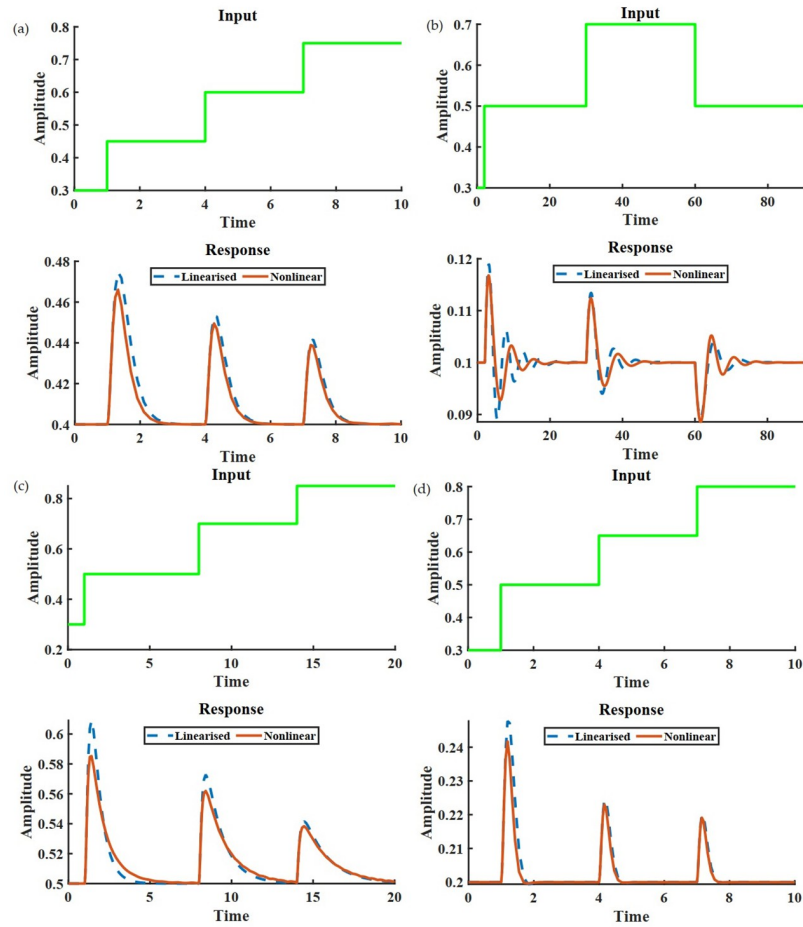 (a)
Input
Amplitude
0.8
0.7
0.6
0.5
0.4
0.3
0 2 4 6 8 10
Time
Response
Linearised Nonlinear
Amplitude
0.48
0.46
0.44
0.42
0.4
0 2 4 6 8 10
Time
(b)
Input
Amplitude
0.7
0.5
0.3
0 20 40 60 80
Time
Response
Linearised Nonlinear
Amplitude
0.12
0.11
0.1
0.09
0 20 40 60 80
Time
(c)
Input
Amplitude
0.8
0.6
0.4
0.2
0 5 10 15 20
Time
Response
Linearised Nonlinear
Amplitude
0.6
0.58
0.56
0.54
0.52
0.5
0 5 10 15 20
Time
(d)
Input
Amplitude
0.8
0.7
0.6
0.5
0.4
0.3
0 2 4 6 8 10
Time
Response
Linearised Nonlinear
Amplitude
0.24
0.23
0.22
0.21
0.2
0 2 4 6 8 10
Time